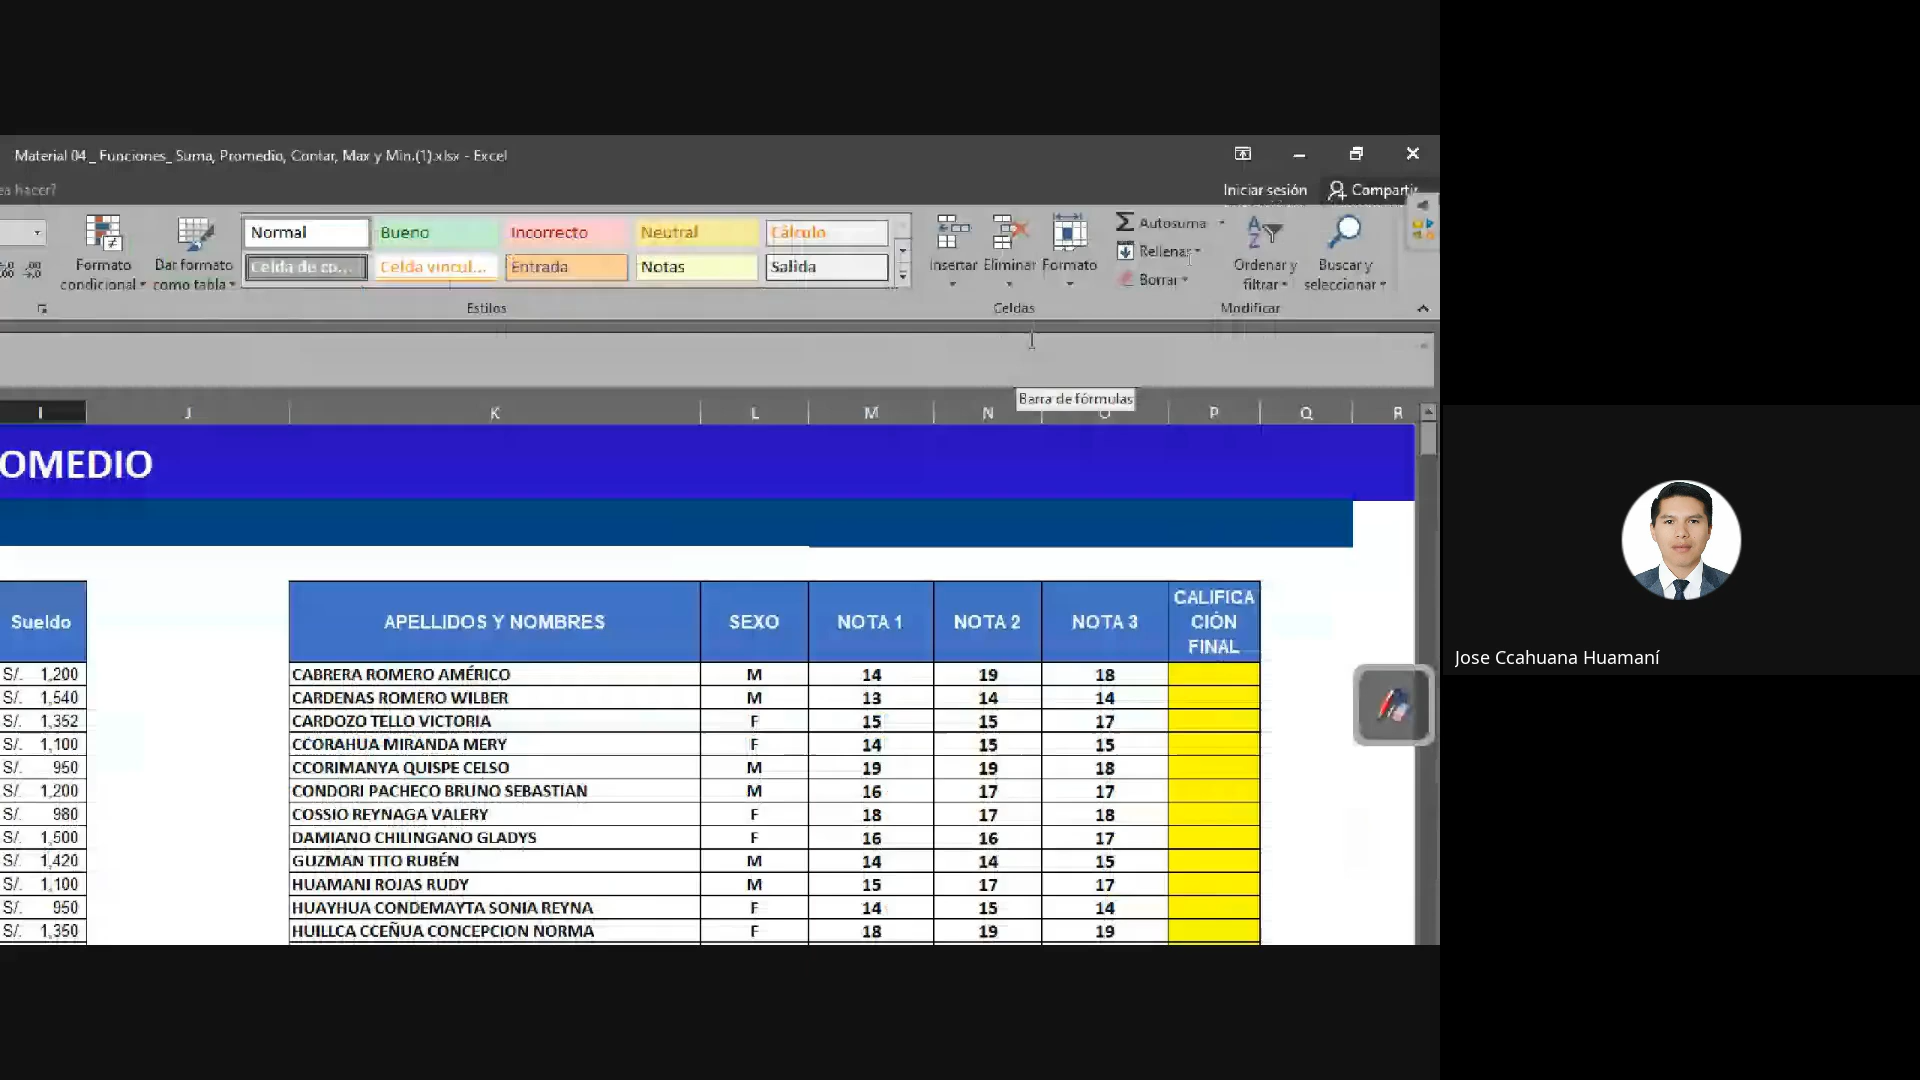 Material 04 _ Funciones_ Suma, Promedio, Contar, Max y Min.(1).xlsx - Excel
ea hacer?
Iniciar sesión
Compartir
Formato condicional
Dar formato como tabla
Normal
Bueno
Incorrecto
Neutral
Cálculo
Celda de co...
Celda vincul...
Entrada
Notas
Salida
Estilos
Insertar
Eliminar
Formato
Celdas
Autosuma
Rellenar
Borrar
Ordenar y filtrar
Buscar y seleccionar
Modificar
Barra de fórmulas
I J K L M N O P Q R
OMEDIO
Sueldo
S/. 1,200
S/. 1,540
S/. 1,352
S/. 1,100
S/. 950
S/. 1,200
S/. 980
S/. 1,500
S/. 1,420
S/. 1,100
S/. 950
S/. 1,350
APELLIDOS Y NOMBRES SEXO NOTA 1 NOTA 2 NOTA 3 CALIFICA CIÓN FINAL
CABRERA ROMERO AMÉRICO M 14 19 18
CARDENAS ROMERO WILBER M 13 14 14
CARDOZO TELLO VICTORIA F 15 15 17
CCORAHUA MIRANDA MERY F 14 15 15
CCORIMANYA QUISPE CELSO M 19 19 18
CONDORI PACHECO BRUNO SEBASTIAN M 16 17 17
COSSIO REYNAGA VALERY F 18 17 18
DAMIANO CHILINGANO GLADYS F 16 16 17
GUZMAN TITO RUBÉN M 14 14 15
HUAMANI ROJAS RUDY M 15 17 17
HUAYHUA CONDEMAYTA SONIA REYNA F 14 15 14
HUILLCA CCEÑUA CONCEPCION NORMA F 18 19 19
Jose Ccahuana Huamaní